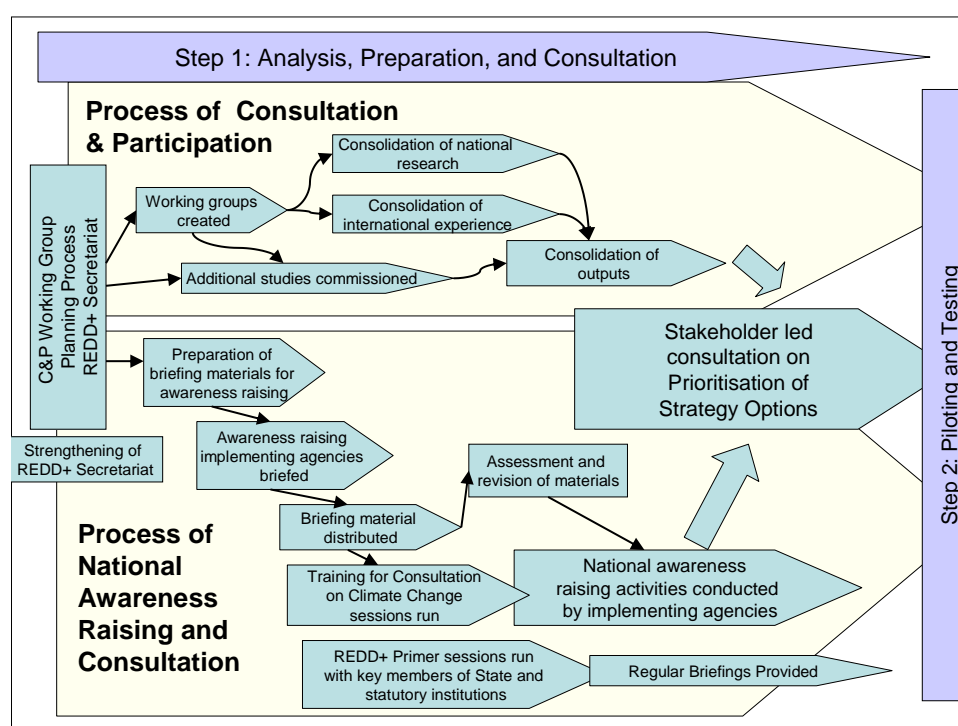 Step 1: Analysis, Preparation, and Consultation
Process of Consultation
& Participation
Consolidation of national
research
Working groups
created
Consolidation of
international experience
Additional studies commissioned
Consolidation of
outputs
C&P Working Group
Planning Process
REDD+ Secretariat
Stakeholder led
consultation on
Prioritisation of
Strategy Options
Step 2: Piloting and Testing
Preparation of
briefing materials for
awareness raising
Strengthening of
REDD+ Secretariat
Awareness raising
implementing agencies
briefed
Assessment and
revision of materials
Briefing material
distributed
Process of
National
Awareness
Raising and
Consultation
Training for Consultation
on Climate Change
sessions run
National awareness
raising activities conducted
by implementing agencies
REDD+ Primer sessions run
with key members of State and
statutory institutions
Regular Briefings Provided